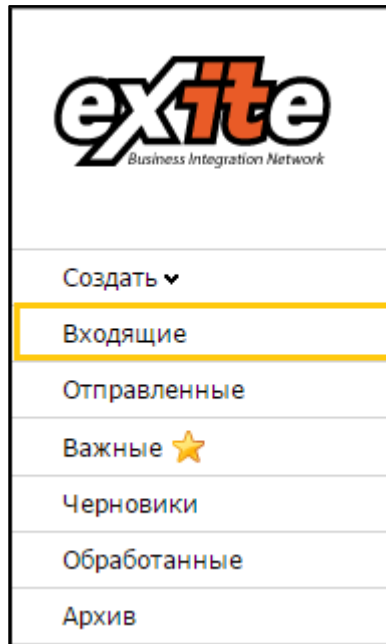 exite
Business Integration Network
Создать
Входящие
Отправленные
Важные
Черновики
Обработанные
Архив